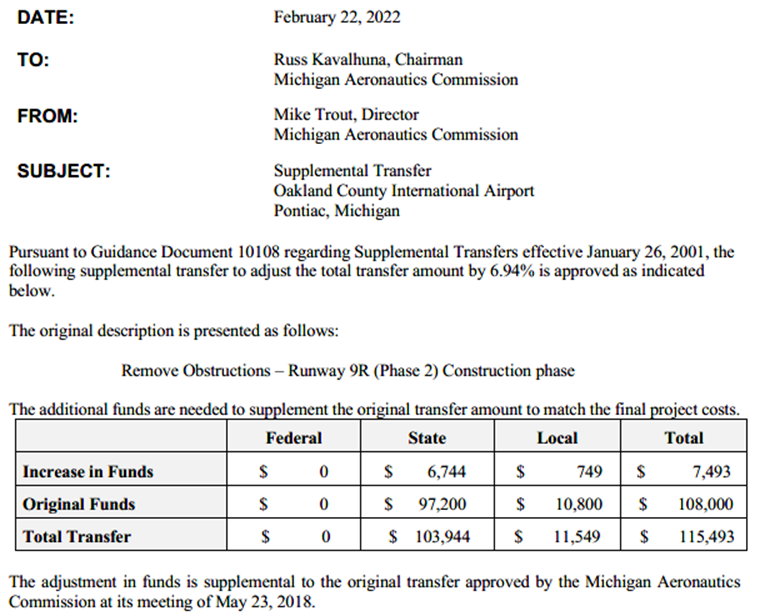 DATE: February 22, 2022
TO: Russ Kavalhuna, Chairman
Michigan Aeronautics Commission
FROM: Mike Trout, Director
Michigan Aeronautics Commission
SUBJECT: Supplemental Transfer
Oakland County International Airport
Pontiac, Michigan
Pursuant to Guidance Document 10108 regarding Supplemental Transfers effective January 26, 2001, the
following supplemental transfer to adjust the total transfer amount by 6.94% is approved as indicated
below.
The original description is presented as follows:
Remove Obstructions – Runway 9R (Phase 2) Construction phase
The additional funds are needed to supplement the original transfer amount to match the final project costs.
Federal State Local Total
Increase in Funds $ 0 $ 6,744 $ 749 $ 7,493
Original Funds $ 0 $ 97,200 $ 10,800 $ 108,000
Total Transfer $ 0 $ 103,944 $ 11,549 $ 115,493
The adjustment in funds is supplemental to the original transfer approved by the Michigan Aeronautics
Commission at its meeting of May 23, 2018.